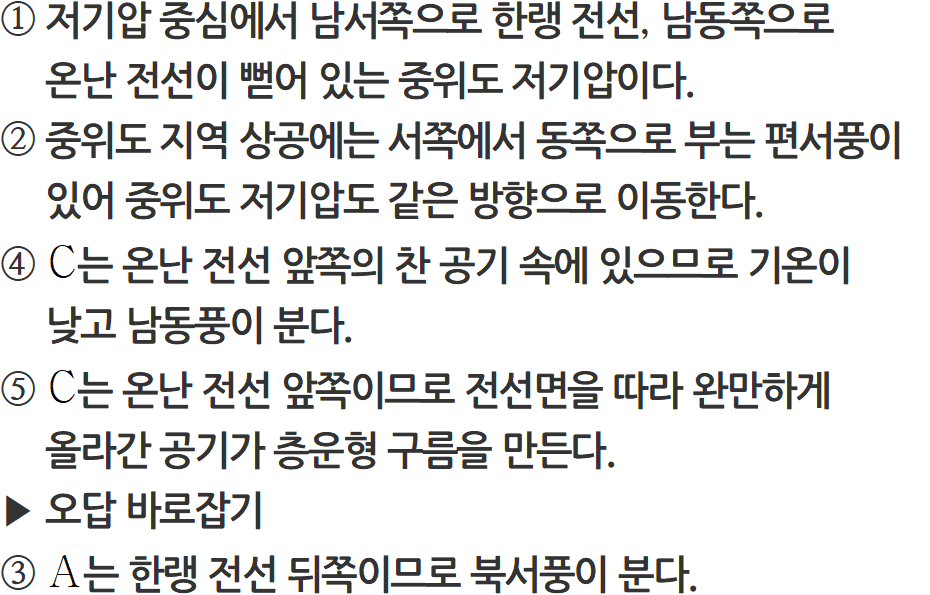 ① 저기압 중심에서 남서쪽으로 한랭 전선, 남동쪽으로
온난 전선이 뻗어 있는 중위도 저기압이다.
② 중위도 지역 상공에는 서쪽에서 동쪽으로 부는 편서풍이
있어 중위도 저기압도 같은 방향으로 이동한다.
④ C는 온난 전선 앞쪽의 찬 공기 속에 있으므로 기온이
낮고 남동풍이 분다.
⑤ C는 온난 전선 앞쪽이므로 전선면을 따라 완만하게
올라간 공기가 층운형 구름을 만든다.
▶ 오답 바로잡기
③ A는 한랭 전선 뒤쪽이므로 북서풍이 분다.